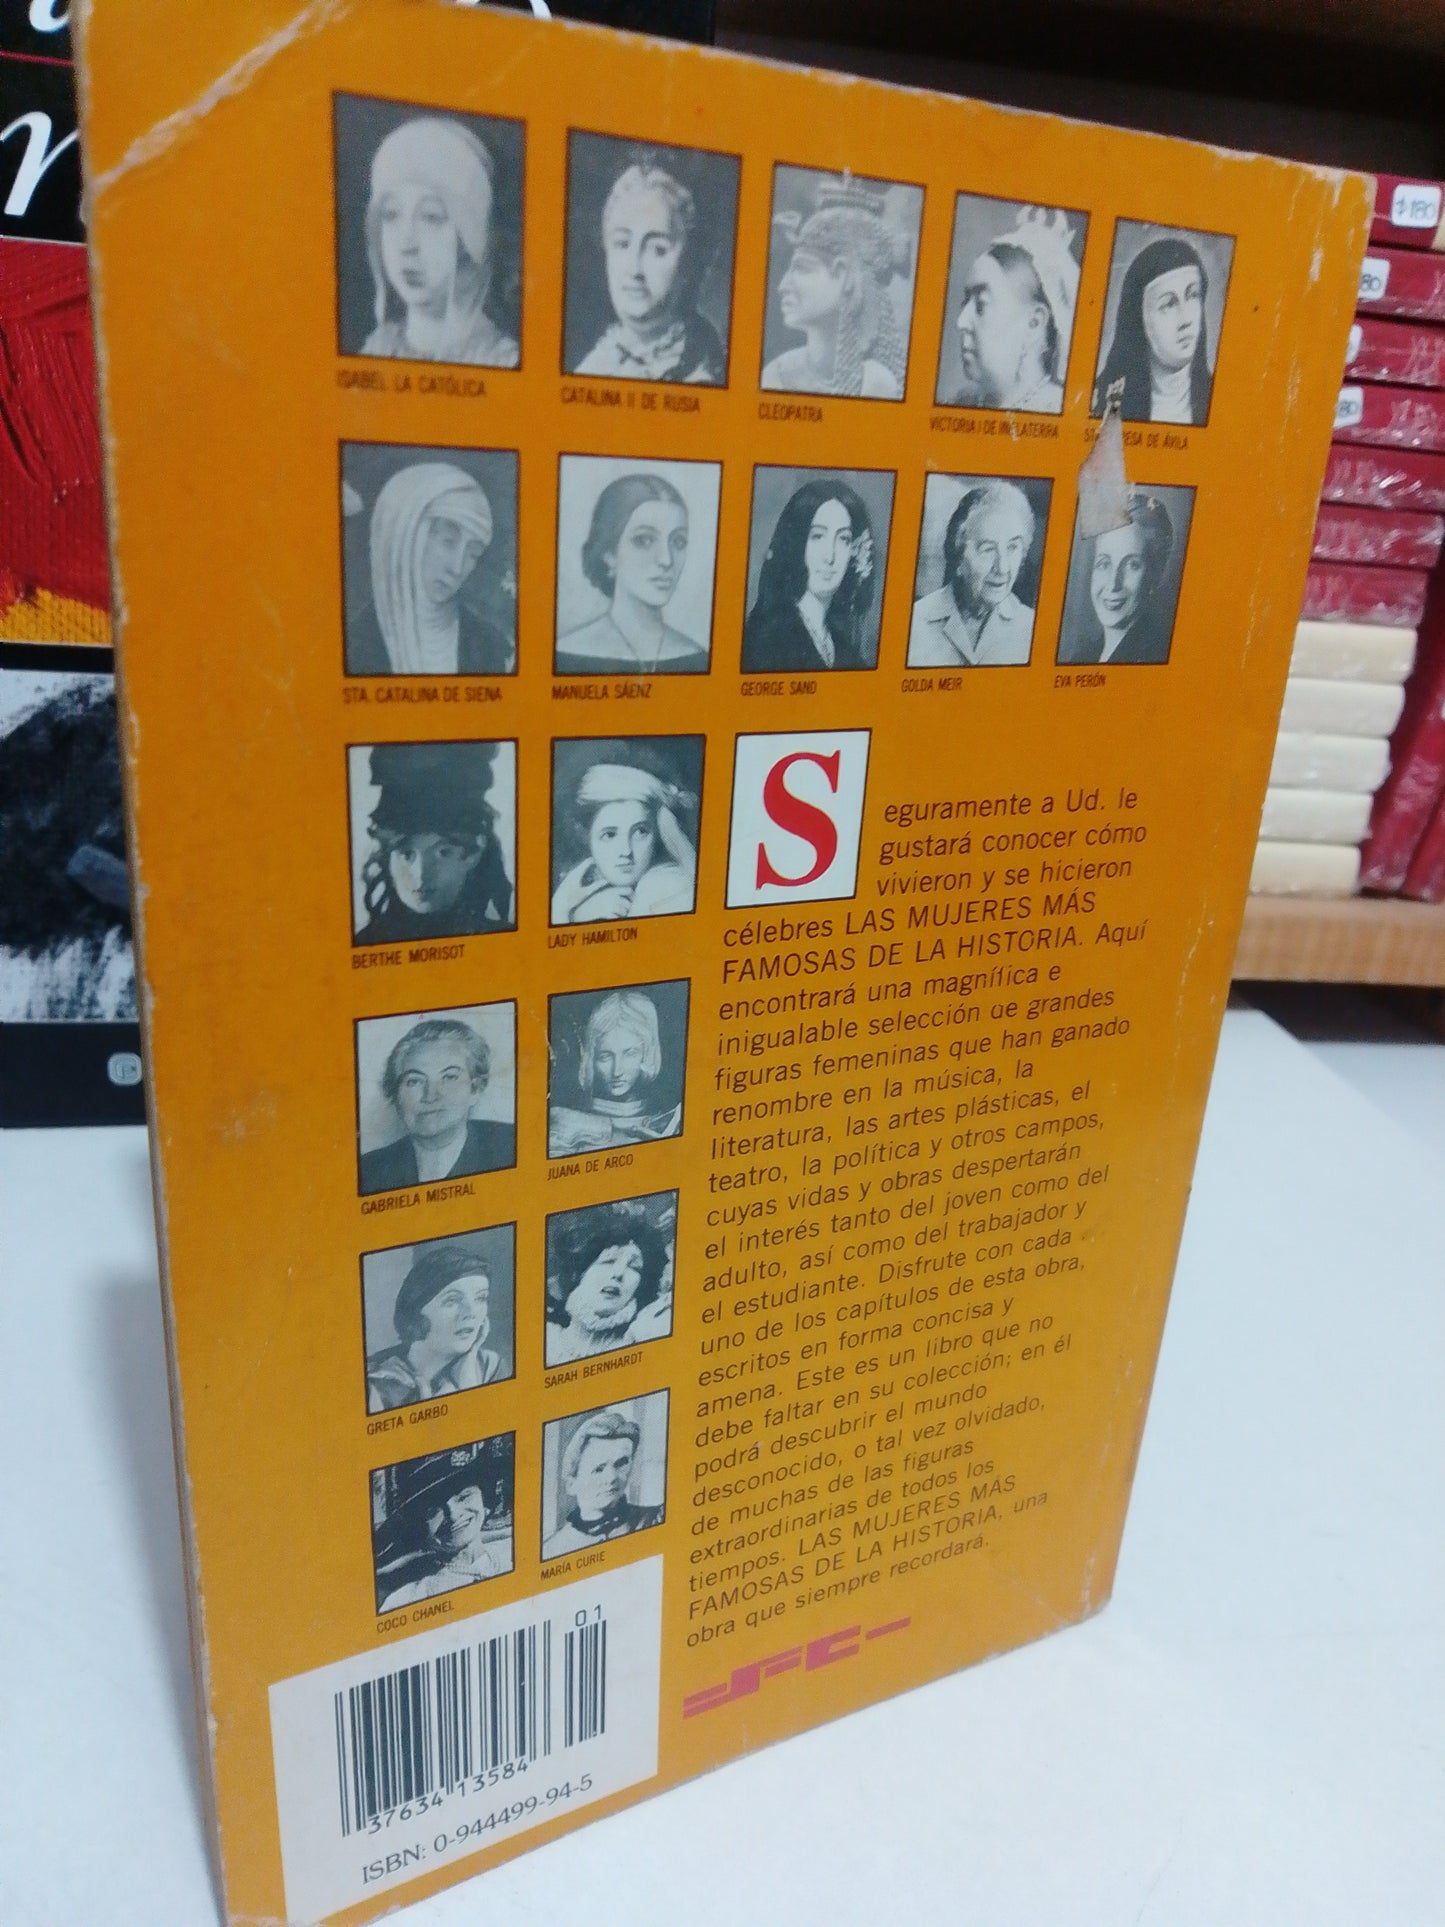 ISABEL LA CATÓLICA
CATALINA II DE RUSIA
CLEOPATRA
VICTORIA I DE INGLATERRA
DE ÁVILA
STA. CATALINA DE SIENA
MANUELA SÁENZ
GEORGE SAND
GOLDA MEIR
EVA PERÓN
BERTHE MORISOT
LADY HAMILTON
GABRIELA MISTRAL
JUANA DE ARCO
GRETA GARBO
SARAH BERNHARDT
COCO CHANEL
MARÍA CURIE
Seguramente a Ud. le
gustará conocer cómo
vivieron y se hicieron
célebres LAS MUJERES MÁS
FAMOSAS DE LA HISTORIA. Aquí
encontrará una magnífica e
inigualable selección de grandes
figuras femeninas que han ganado
renombre en la música, la
literatura, las artes plásticas, el
teatro, la política y otros campos,
cuyas vidas y obras despertarán
el interés tanto del joven como del
adulto, así como del trabajador y
el estudiante. Disfrute con cada
uno de los capítulos de esta obra,
escritos en forma concisa y
amena. Este es un libro que no
debe faltar en su colección; en él
podrá descubrir el mundo
desconocido, o tal vez olvidado,
de muchas de las figuras
extraordinarias de todos los
tiempos. LAS MUJERES MÁS
FAMOSAS DE LA HISTORIA, una
obra que siempre recordará.
01
37634 13584
ISBN: 0-944499-94-5
$180
80
80